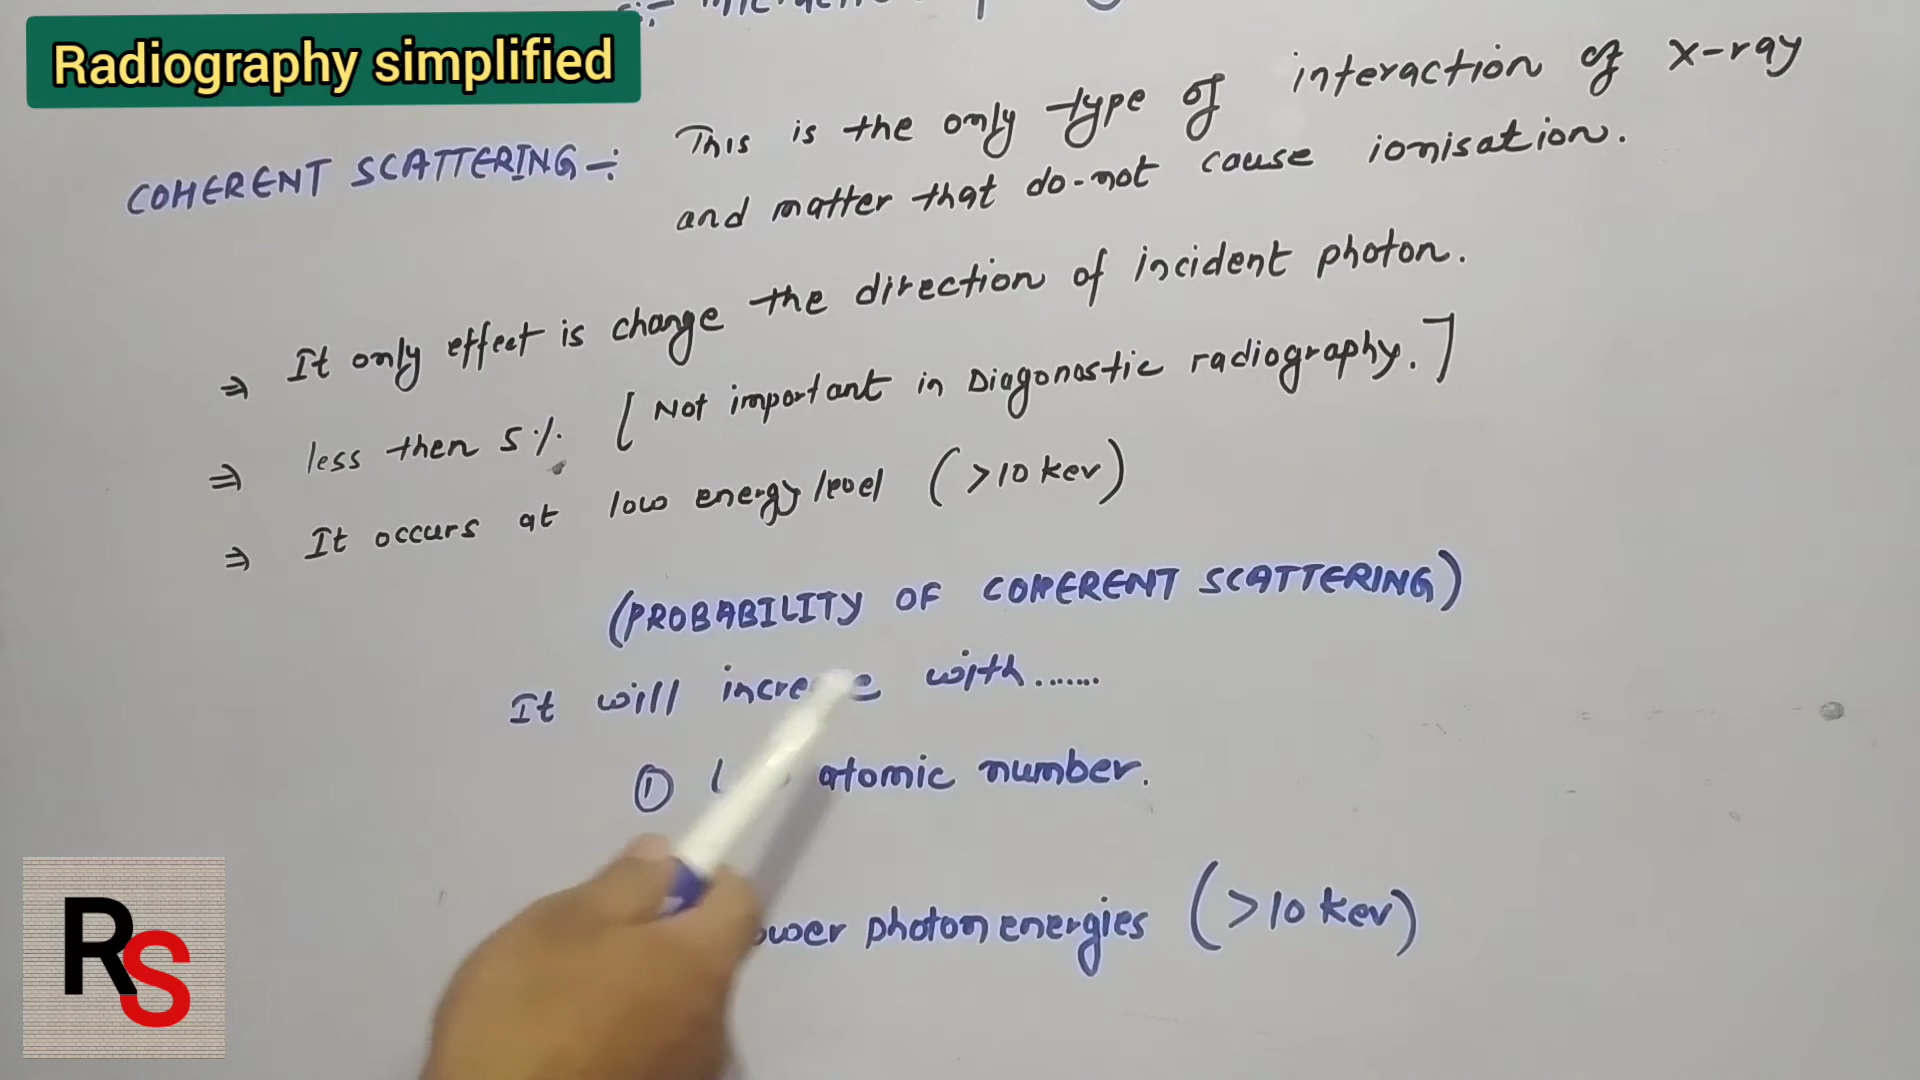 Radiography simplified
COHERENT SCATTERING:- This is the only type of interaction of x-ray
and matter that do-not cause ionisation.
⇒ It only effect is change the direction of incident photon.
⇒ less then 5% [Not important in Diagonastic radiography.]
⇒ It occurs at low energy level (>10 kev)
(PROBABILITY OF COHERENT SCATTERING)
It will with.......
① atomic number.
photon energies (>10 kev)
RS